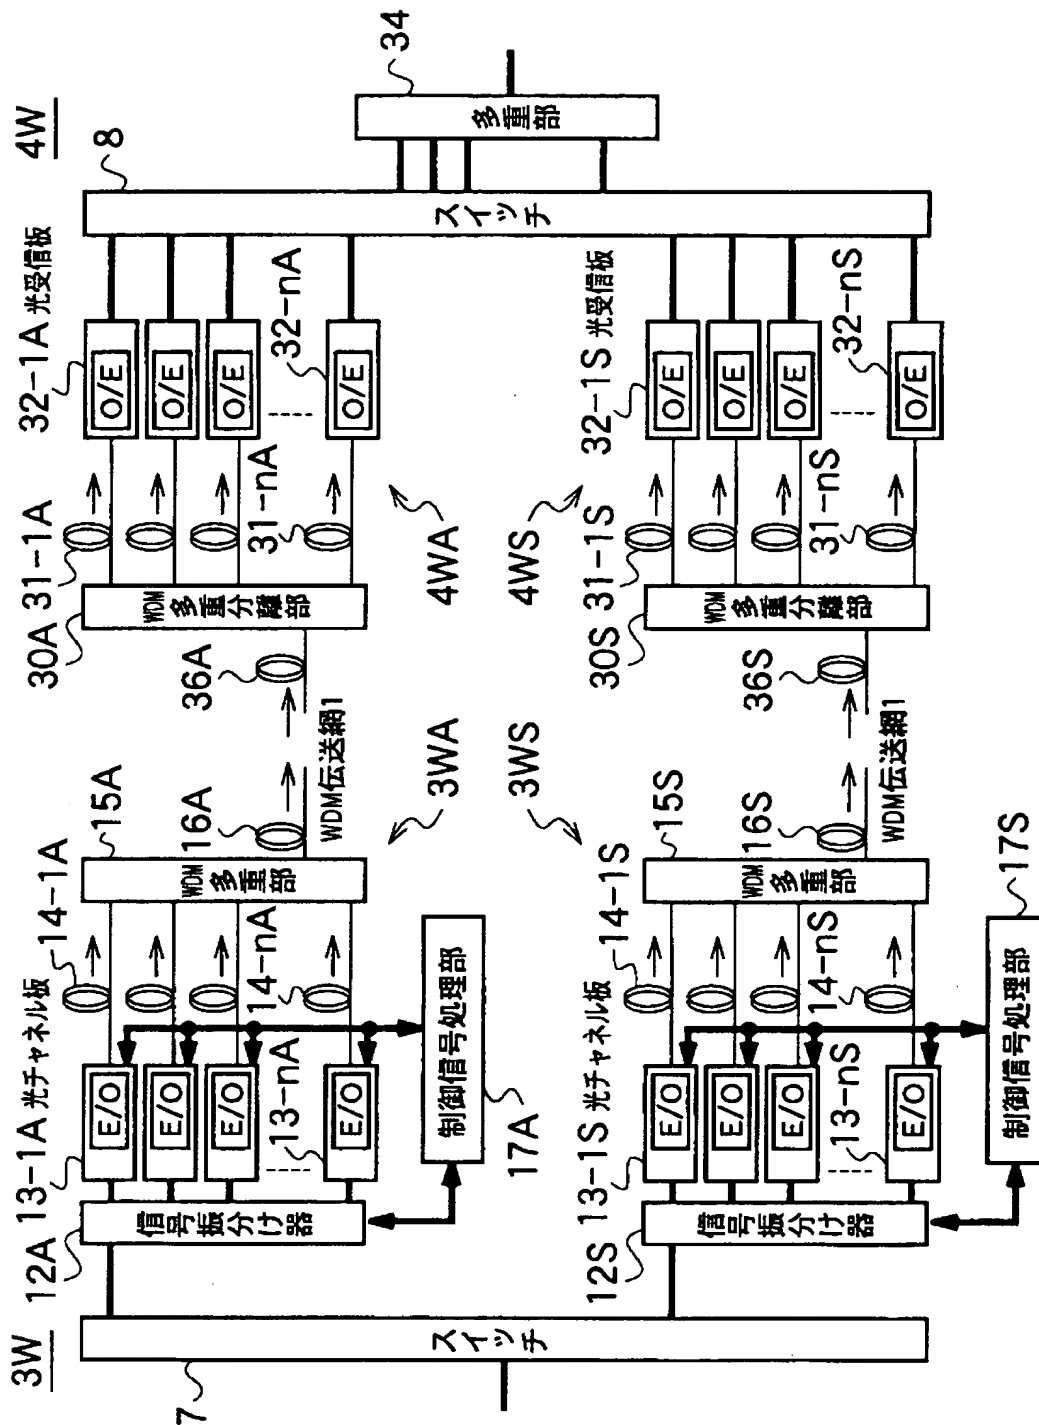 3W
4W
7
スイッチ
12A
信号振分け器
13-1A 光チャネル板
E/O
E/O
E/O
E/O
13-nA
14-1A
14-nA
15A
WDM
多重部
16A
制御信号処理部
17A
WDM伝送網1
3WA
36A
30A
WDM
多重分離部
31-1A
31-nA
4WA
32-1A 光受信板
O/E
O/E
O/E
O/E
32-nA
8
スイッチ
34
多重部
12S
信号振分け器
13-1S 光チャネル板
E/O
E/O
E/O
E/O
13-nS
14-1S
14-nS
15S
WDM
多重部
16S
制御信号処理部
17S
WDM伝送網1
3WS
36S
30S
WDM
多重分離部
31-1S
31-nS
4WS
32-1S 光受信板
O/E
O/E
O/E
O/E
32-nS